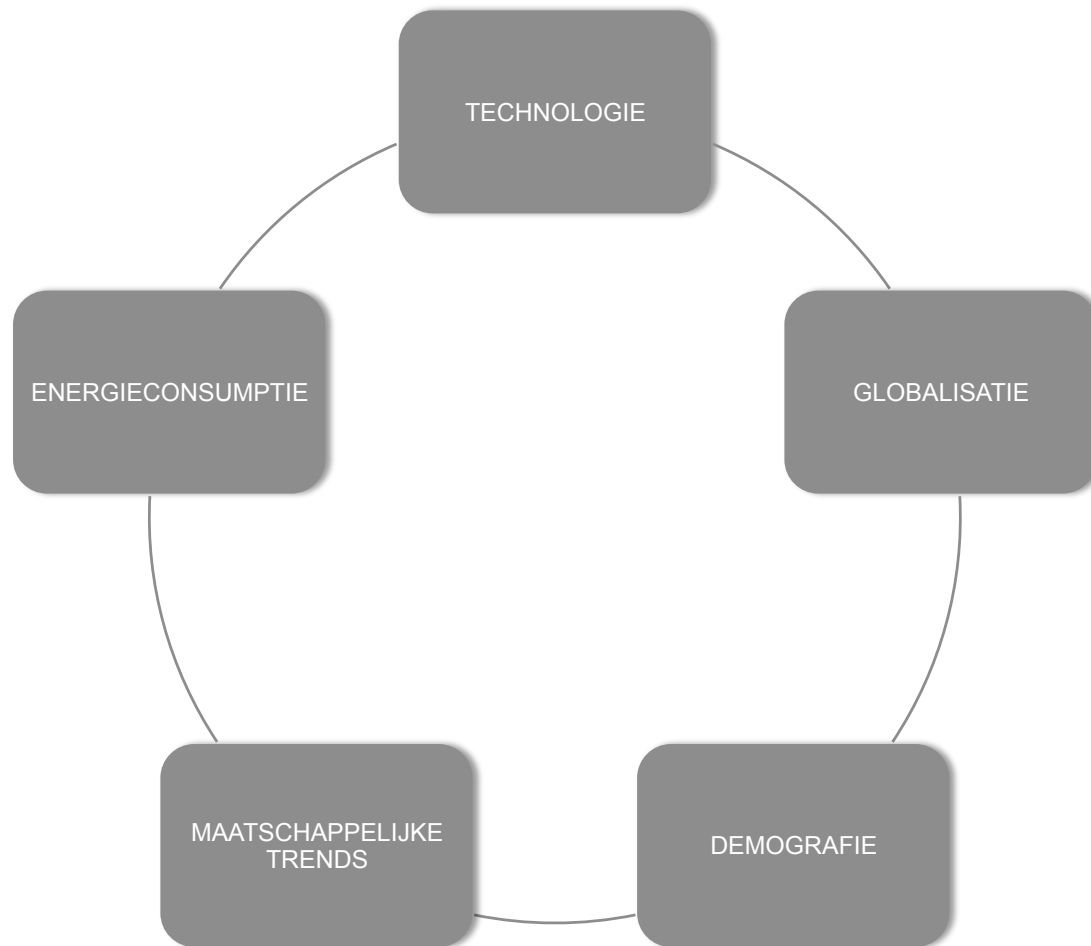 TECHNOLOGIE
GLOBALISATIE
DEMOGRAFIE
MAATSCHAPPELIJKE
TRENDS
ENERGIECONSUMPTIE